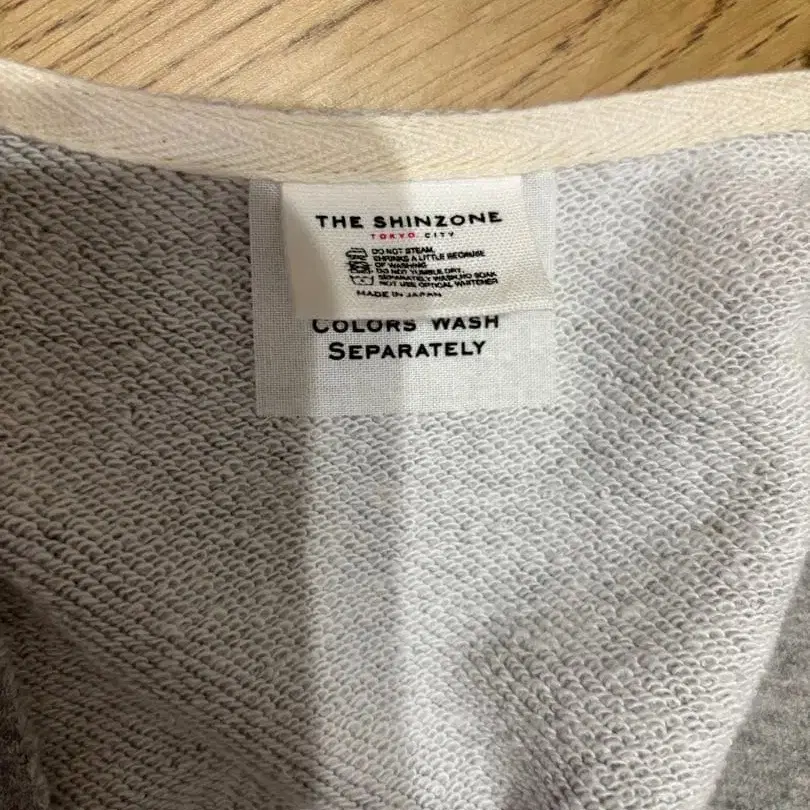 THE SHINZONE
TOKYO. CITY
DO NOT STEAM,
SHRINKS A LITTLE BECAUSE
OF WASHING
DO NOT TUMBLE DRY.
SEPARATELY WASH.NO SOAK
NOT USE OPTICAL WHITENER
MADE IN JAPAN
COLORS WASH
SEPARATELY